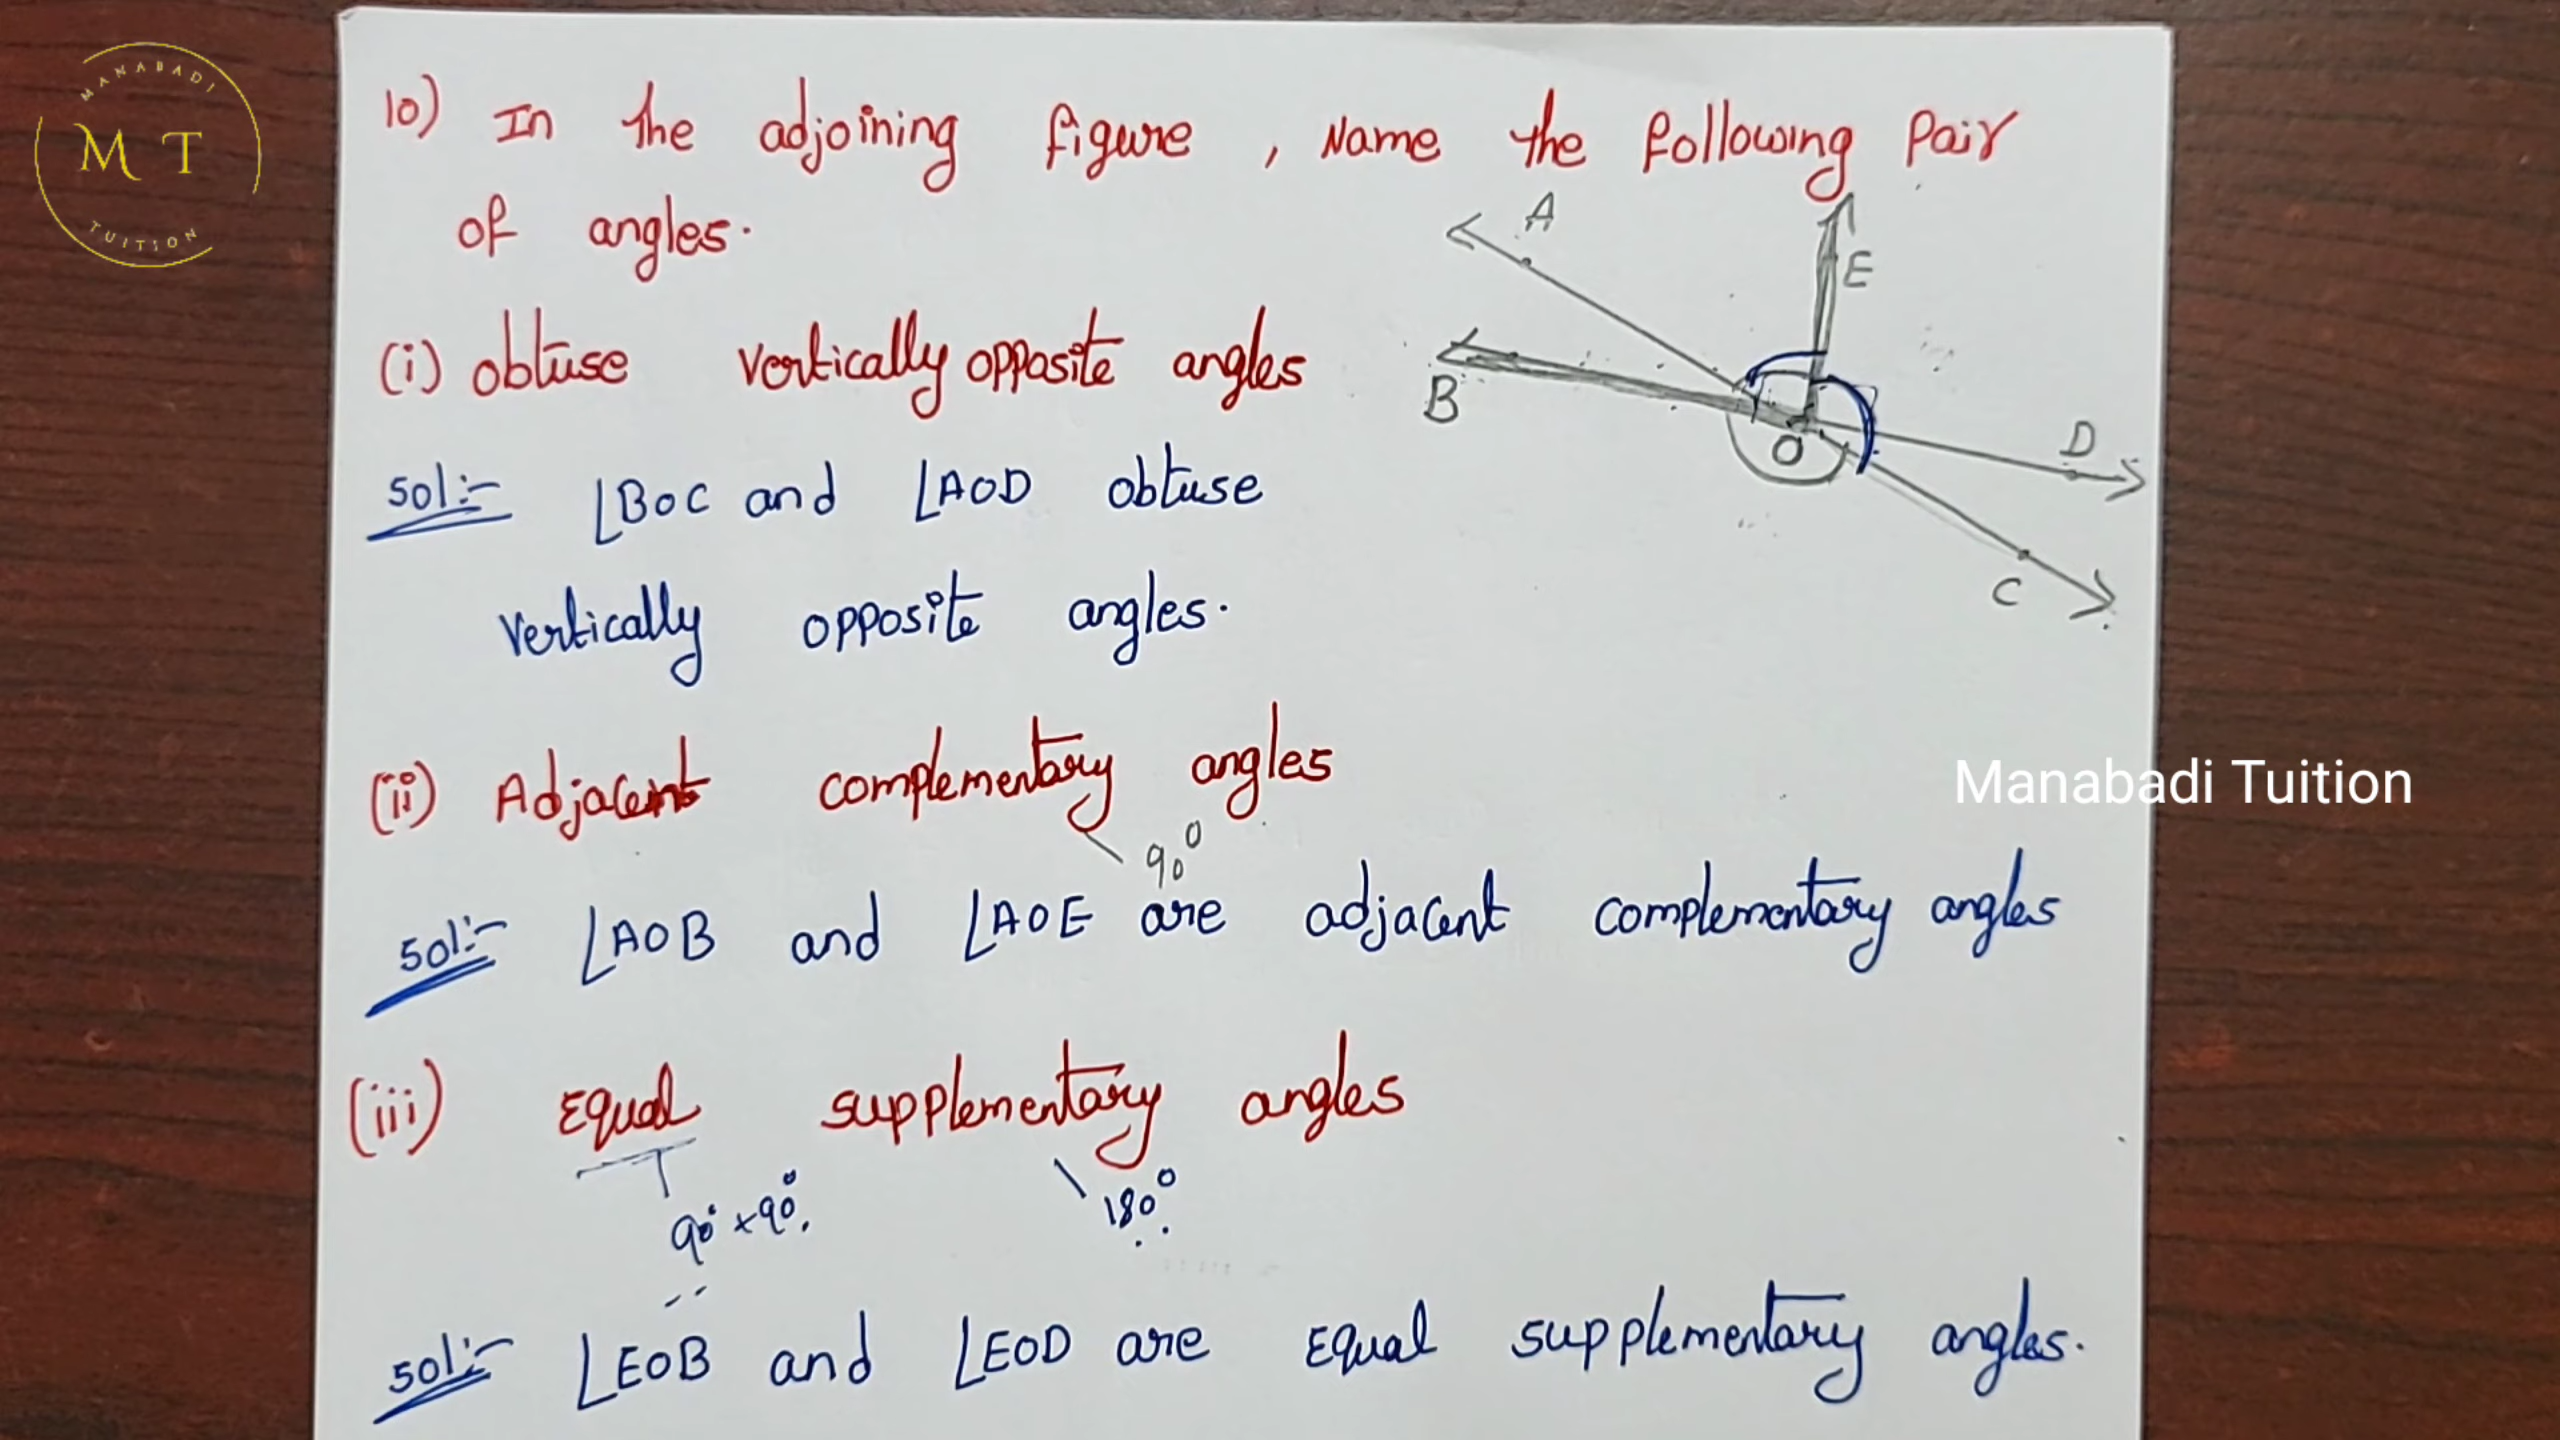 MANABADI
M T
TUITION
10) In the adjoining figure , Name the following Pair
of angles.
A
E
B
O
D
C
(i) obtuse vertically opposite angles
Sol:- ∠BOC and ∠AOD obtuse
vertically opposite angles.
(ii) Adjacent complementary angles
90°
Manabadi Tuition
Sol:- ∠AOB and ∠AOE are adjacent complementary angles
(iii) Equal supplementary angles
90° x 90°.
180°
Sol:- ∠EOB and ∠EOD are Equal supplementary angles.